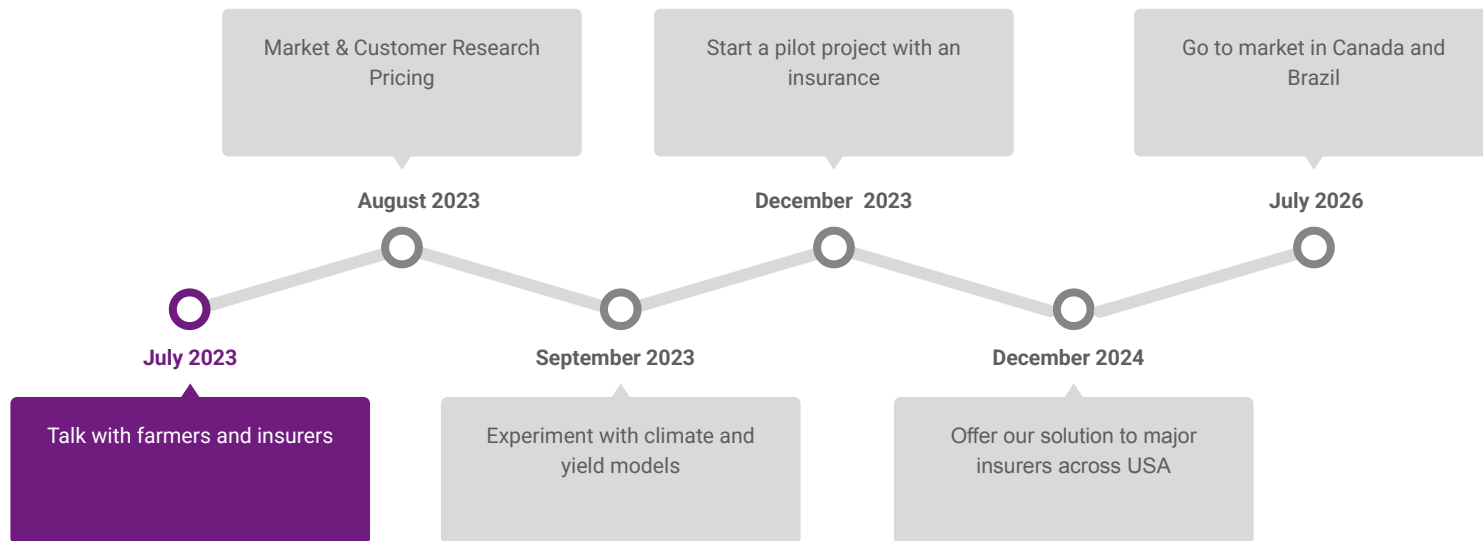 Market & Customer Research
Pricing
Start a pilot project with an
insurance
Go to market in Canada and
Brazil
August 2023
December 2023
July 2026
July 2023
September 2023
December 2024
Talk with farmers and insurers
Experiment with climate and
yield models
Offer our solution to major
insurers across USA